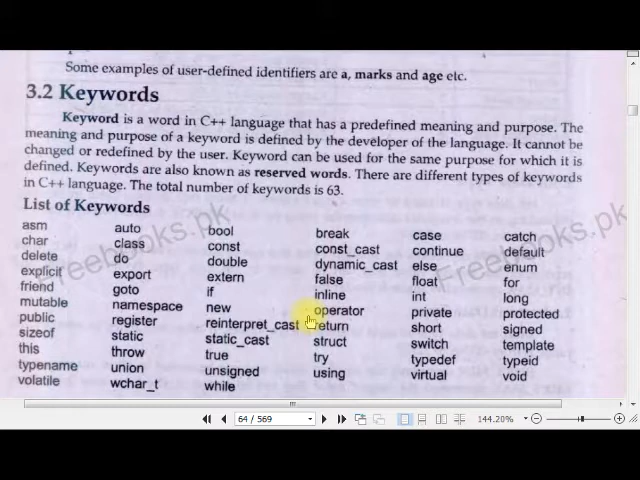 Some examples of user-defined identifiers are a, marks and age etc.
3.2 Keywords
Keyword is a word in C++ language that has a predefined meaning and purpose. The
meaning and purpose of a keyword is defined by the developer of the language. It cannot be
changed or redefined by the user. Keyword can be used for the same purpose for which it is
defined. Keywords are also known as reserved words. There are different types of keywords
in C++ language. The total number of keywords is 63.
List of Keywords
asm auto bool break case catch
char class const const_cast continue default
delete do double dynamic_cast else enum
explicit export extern false float for
friend goto if inline int long
mutable namespace new operator private protected
public register reinterpret_cast return short signed
sizeof static static_cast struct switch template
this throw true try typedef typeid
typename union unsigned using virtual void
volatile wchar_t while
Freebooks.pk Freebooks.pk
64 / 569 144.20%